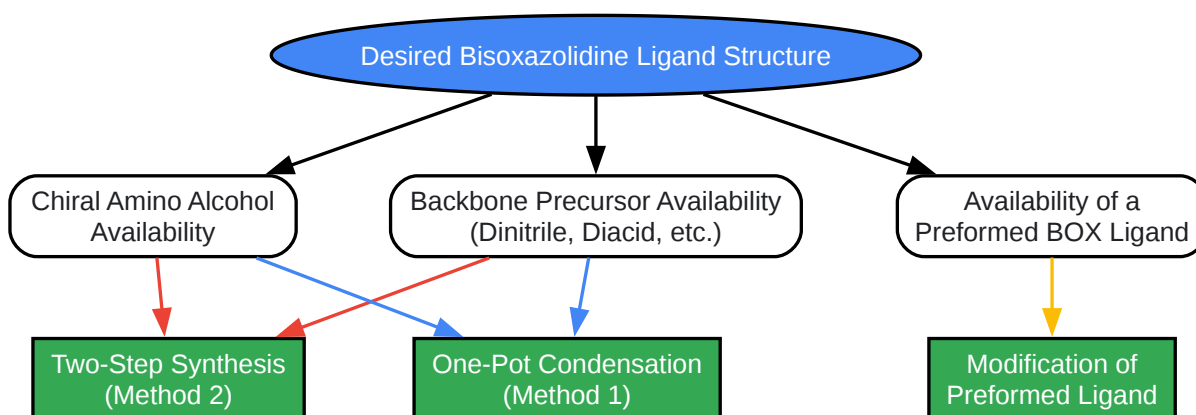 Desired Bisoxazolidine Ligand Structure
Chiral Amino Alcohol
Availability
Backbone Precursor Availability
(Dinitrile, Diacid, etc.)
Availability of a
Preformed BOX Ligand
Two-Step Synthesis
(Method 2)
One-Pot Condensation
(Method 1)
Modification of
Preformed Ligand